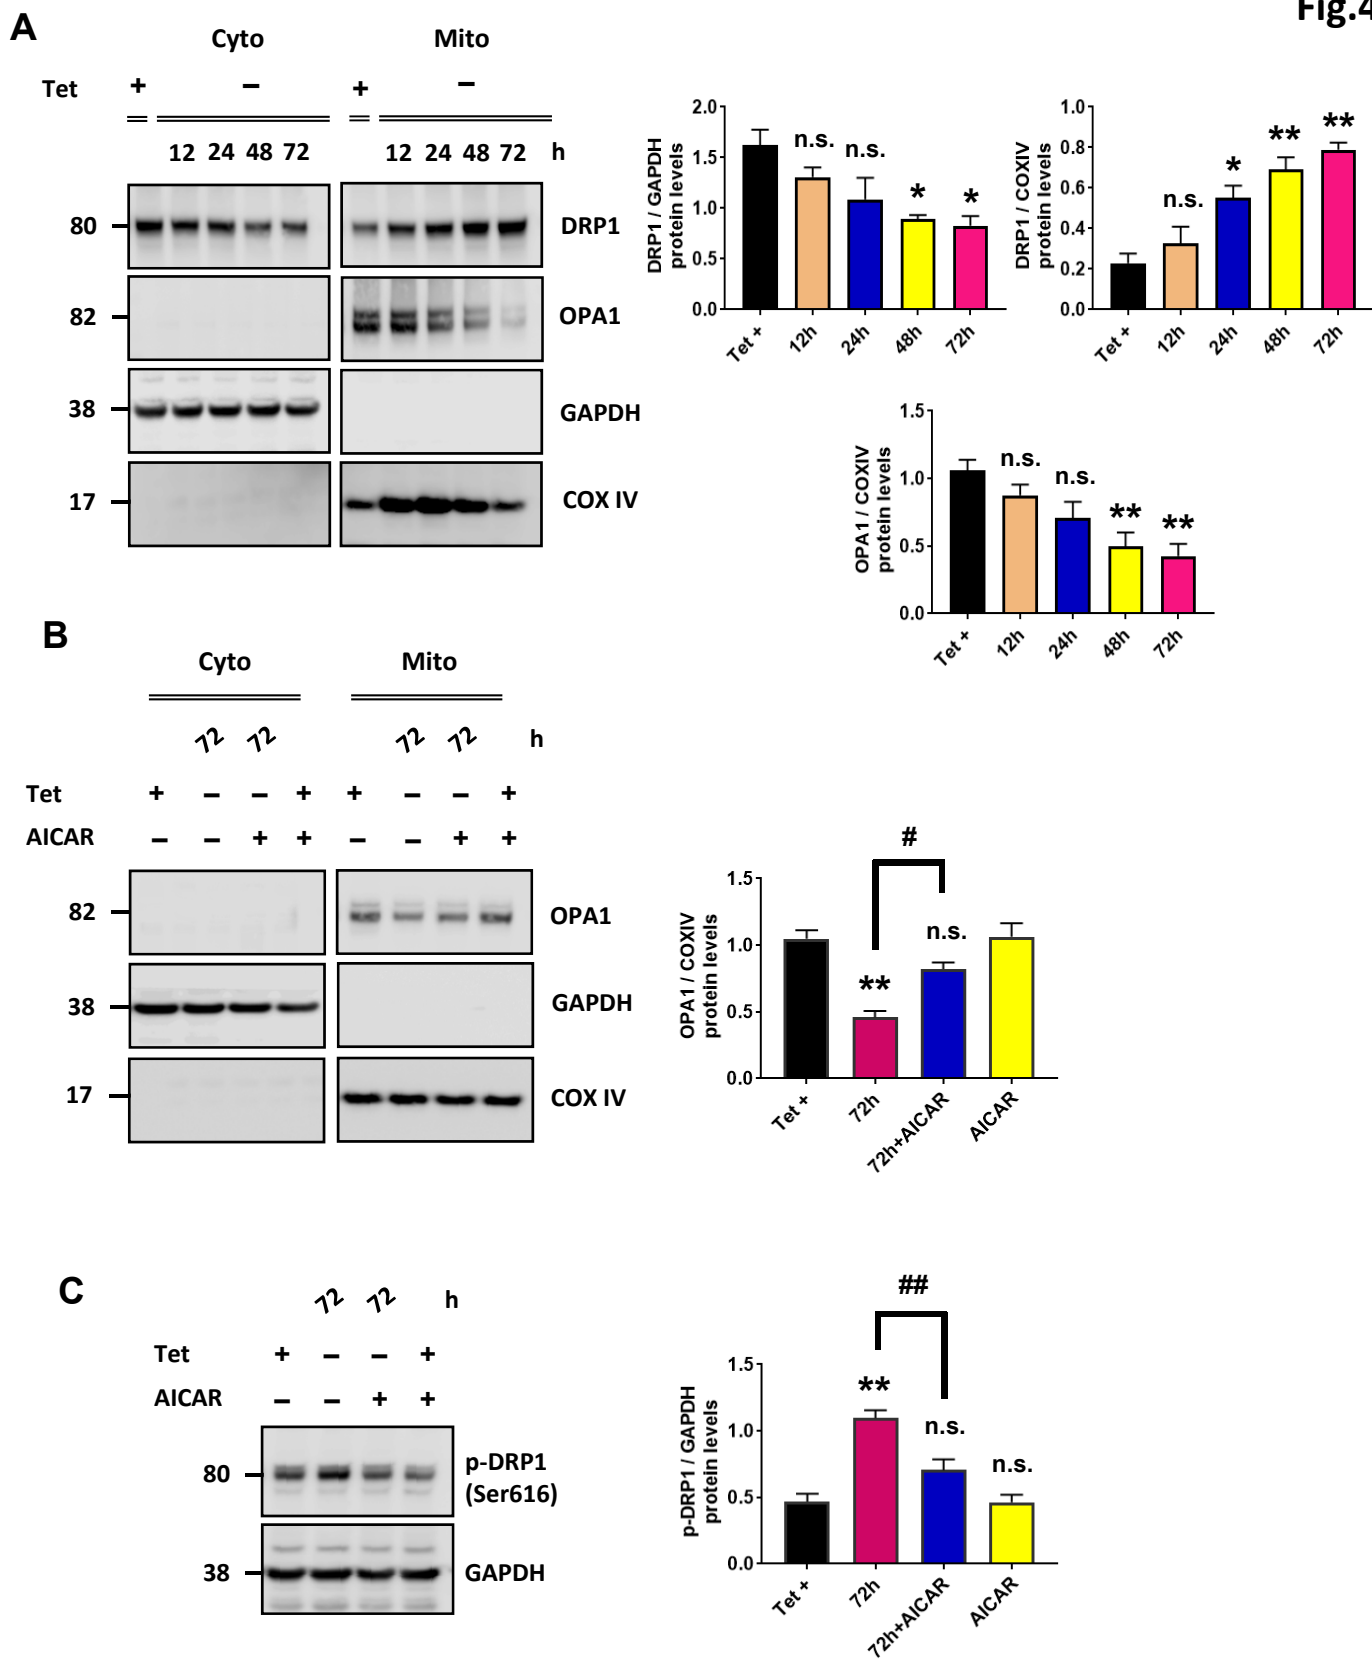 Fig.4
A
Cyto Mito
Tet + – + –
12 24 48 72 12 24 48 72 h
80 DRP1
82 OPA1
38 GAPDH
17 COX IV
DRP1 / GAPDH
protein levels
2.0
1.5
1.0
0.5
0.0
n.s. n.s. * *
Tet + 12h 24h 48h 72h
DRP1 / COXIV
protein levels
1.0
0.8
0.6
0.4
0.2
0.0
n.s. * ** **
Tet + 12h 24h 48h 72h
OPA1 / COXIV
protein levels
1.5
1.0
0.5
0.0
n.s. n.s. ** **
Tet + 12h 24h 48h 72h
B
Cyto Mito
72 72 72 72 h
Tet + – – + + – – +
AICAR – – + + – – + +
82 OPA1
38 GAPDH
17 COX IV
OPA1 / COXIV
protein levels
1.5
1.0
0.5
0.0
#
** n.s.
Tet + 72h 72h+AICAR AICAR
C
72 72 h
Tet + – – +
AICAR – – + +
80 p-DRP1
(Ser616)
38 GAPDH
p-DRP1 / GAPDH
protein levels
1.5
1.0
0.5
0.0
##
** n.s. n.s.
Tet + 72h 72h+AICAR AICAR